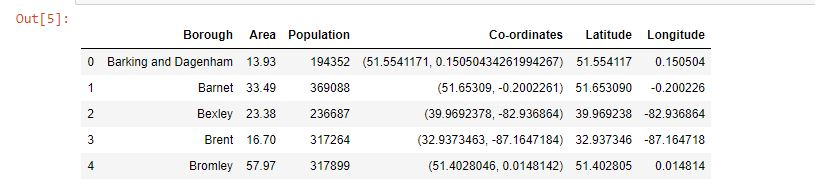 Out[5]:
Borough Area Population Co-ordinates Latitude Longitude
0 Barking and Dagenham 13.93 194352 (51.5541171, 0.15050434261994267) 51.554117 0.150504
1 Barnet 33.49 369088 (51.65309, -0.2002261) 51.653090 -0.200226
2 Bexley 23.38 236687 (39.9692378, -82.936864) 39.969238 -82.936864
3 Brent 16.70 317264 (32.9373463, -87.1647184) 32.937346 -87.164718
4 Bromley 57.97 317899 (51.4028046, 0.0148142) 51.402805 0.014814